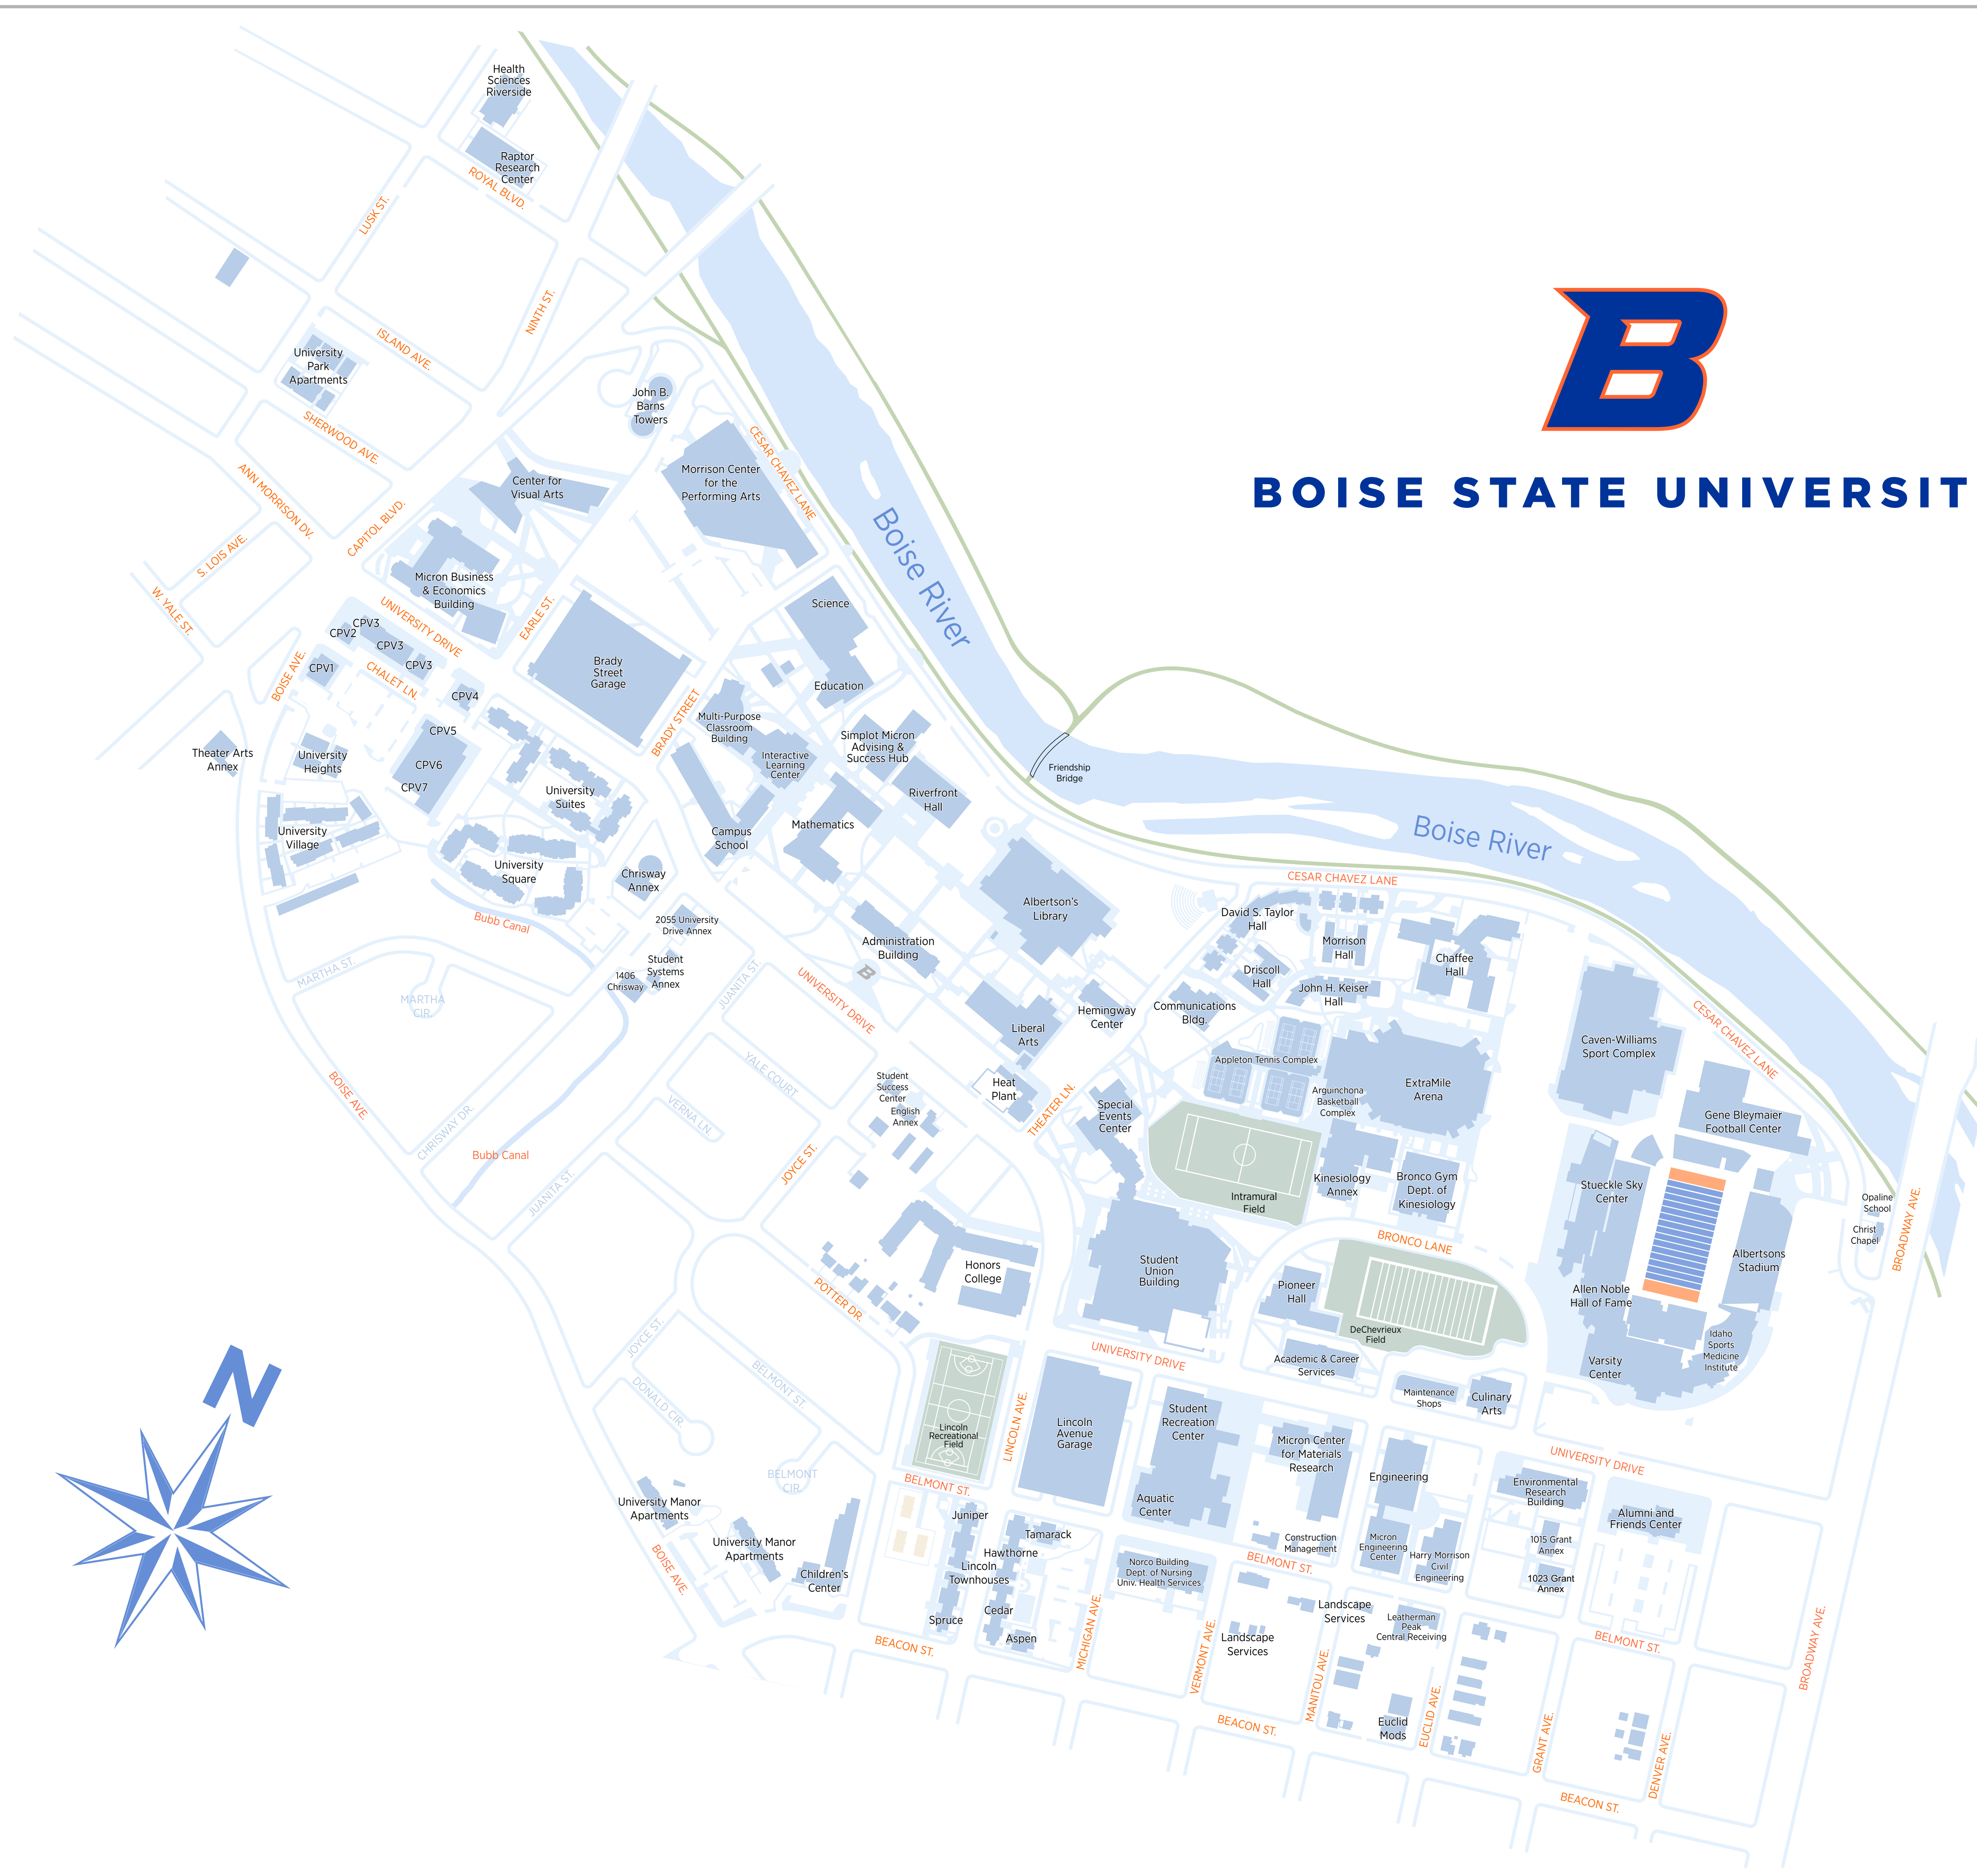 Health
Sciences
Riverside
Raptor
Research
Center
ROYAL BLVD.
LUSK ST.
NINTH ST.
ISLAND AVE.
University
Park
Apartments
SHERWOOD AVE.
ANN MORRISON DV.
CAPITOL BLVD.
S. LOIS AVE.
W. YALE ST.
John B.
Barns
Towers
Center for
Visual Arts
Morrison Center
for the
Performing Arts
CESAR CHAVEZ LANE
Boise River
B
BOISE STATE UNIVERSIT
Micron Business
& Economics
Building
UNIVERSITY DRIVE
EARLE ST.
CPV3
CPV2
CPV3
CPV3
CPV1
CHALET LN.
CPV4
BOISE AVE.
CPV5
CPV6
CPV7
Brady
Street
Garage
BRADY STREET
Science
Education
Multi-Purpose
Classroom
Building
Interactive
Learning
Center
Simplot Micron
Advising &
Success Hub
Riverfront
Hall
Friendship
Bridge
Theater Arts
Annex
University
Heights
University
Village
University
Suites
University
Square
Campus
School
Mathematics
Chrisway
Annex
Bubb Canal
2055 University
Drive Annex
Student
Systems
Annex
1406
Chrisway
Administration
Building
B
Albertson's
Library
Boise River
CESAR CHAVEZ LANE
David S. Taylor
Hall
Morrison
Hall
Chaffee
Hall
Driscoll
Hall
John H. Keiser
Hall
Communications
Bldg.
Hemingway
Center
Liberal
Arts
MARTHA ST.
MARTHA
CIR.
JUANITA ST.
UNIVERSITY DRIVE
YALE COURT
VERNA LN.
BOISE AVE
CHRISWAY DR.
Bubb Canal
JUANITA ST.
Student
Success
Center
English
Annex
Heat
Plant
THEATER LN.
JOYCE ST.
Special
Events
Center
Appleton Tennis Complex
Arguinchona
Basketball
Complex
ExtraMile
Arena
Caven-Williams
Sport Complex
CESAR CHAVEZ LANE
Gene Bleymaier
Football Center
Intramural
Field
Kinesiology
Annex
Bronco Gym
Dept. of
Kinesiology
Stueckle Sky
Center
Opaline
School
Christ
Chapel
BROADWAY AVE.
BRONCO LANE
Honors
College
Student
Union
Building
Pioneer
Hall
Albertsons
Stadium
Allen Noble
Hall of Fame
POTTER DR.
DeChevrieux
Field
Idaho
Sports
Medicine
Institute
Varsity
Center
N
JOYCE ST.
DONALD CIR.
BELMONT ST.
BELMONT
CIR.
UNIVERSITY DRIVE
Academic & Career
Services
Maintenance
Shops
Culinary
Arts
Lincoln
Recreational
Field
LINCOLN AVE.
Lincoln
Avenue
Garage
Student
Recreation
Center
Aquatic
Center
Micron Center
for Materials
Research
Engineering
UNIVERSITY DRIVE
Environmental
Research
Building
Alumni and
Friends Center
BELMONT ST.
University Manor
Apartments
University Manor
Apartments
Children's
Center
BOISE AVE.
Juniper
Tamarack
Hawthorne
Lincoln
Townhouses
Cedar
Spruce
Aspen
Norco Building
Dept. of Nursing
Univ. Health Services
Construction
Management
BELMONT ST.
Micron
Engineering
Center
Harry Morrison
Civil
Engineering
1015 Grant
Annex
1023 Grant
Annex
Landscape
Services
Landscape
Services
Leatherman
Peak
Central Receiving
BELMONT ST.
BROADWAY AVE.
BEACON ST.
MICHIGAN AVE.
VERMONT AVE.
MANITOU AVE.
EUCLID AVE.
Euclid
Mods
BEACON ST.
GRANT AVE.
DENVER AVE.
BEACON ST.